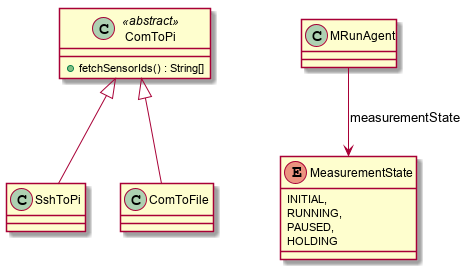 C
«abstract»
ComToPi
fetchSensorIds() : String[]
C
MRunAgent
measurementState
C
SshToPi
C
ComToFile
E
MeasurementState
INITIAL,
RUNNING,
PAUSED,
HOLDING